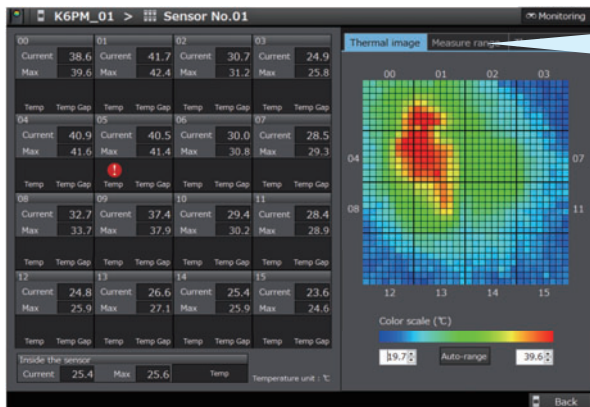 K6PM_01 > Sensor No.01
Monitoring
00 01 02 03
Current 38.6 Current 41.7 Current 30.7 Current 24.9
Max 39.6 Max 42.4 Max 31.2 Max 25.8
Temp Temp Gap Temp Temp Gap Temp Temp Gap Temp Temp Gap
04 05 06 07
Current 40.9 Current 40.5 Current 30.0 Current 28.5
Max 41.6 Max 41.4 Max 30.8 Max 29.3
!
Temp Temp Gap Temp Temp Gap Temp Temp Gap Temp Temp Gap
08 09 10 11
Current 32.7 Current 37.4 Current 29.4 Current 28.4
Max 33.7 Max 37.9 Max 30.2 Max 28.9
Temp Temp Gap Temp Temp Gap Temp Temp Gap Temp Temp Gap
12 13 14 15
Current 24.8 Current 26.6 Current 25.4 Current 23.6
Max 25.9 Max 27.1 Max 25.9 Max 24.6
Temp Temp Gap Temp Temp Gap Temp Temp Gap Temp Temp Gap
Inside the sensor
Current 25.4 Max 25.6 Temp
Temperature unit : ℃
Thermal image Measure range
00 01 02 03
04 07
08 11
12 13 14 15
Color scale (℃)
19.7 Auto-range 39.6
Back